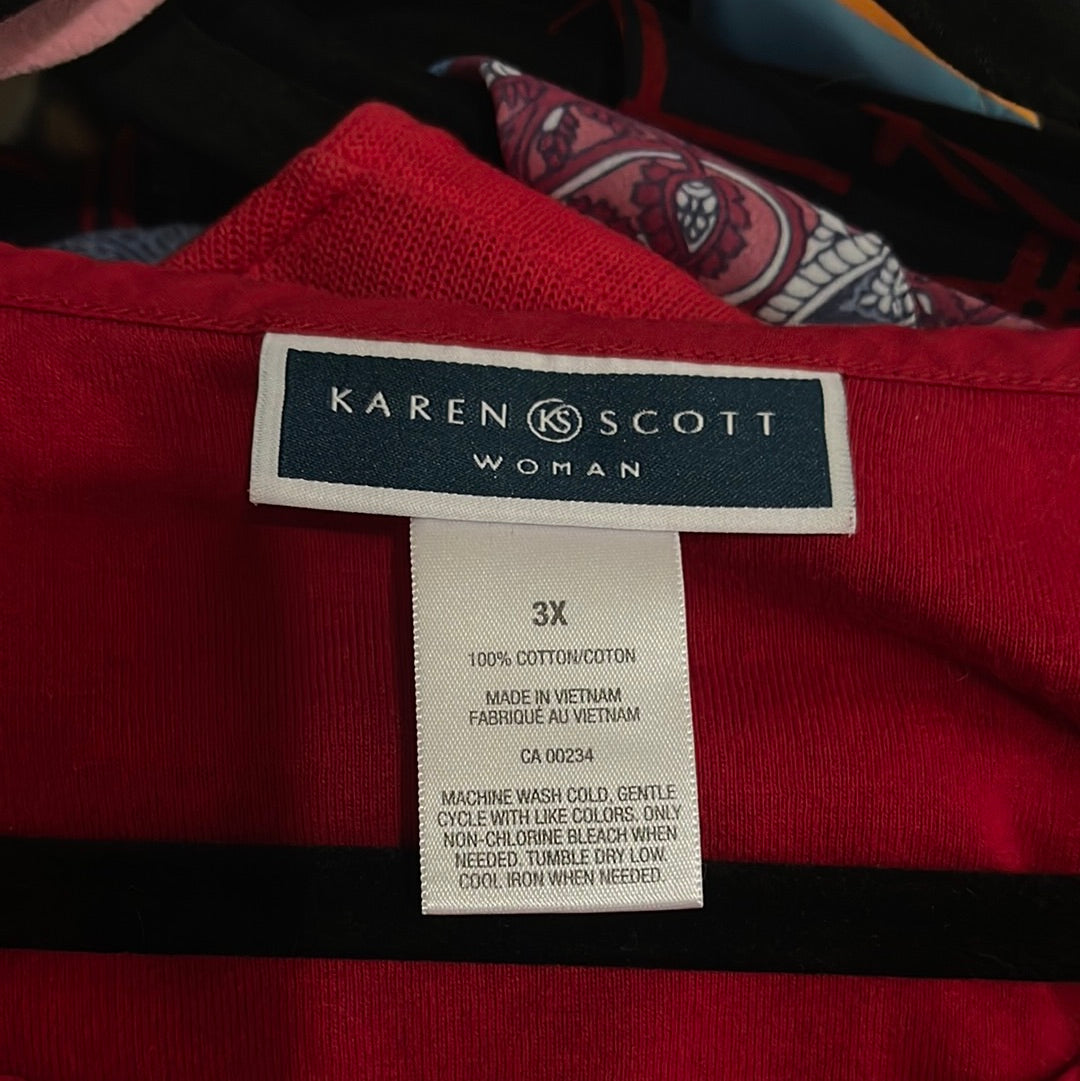 KAREN KS SCOTT
WOMAN
3X
100% COTTON/COTON
MADE IN VIETNAM
FABRIQUÉ AU VIETNAM
CA 00234
MACHINE WASH COLD, GENTLE
CYCLE WITH LIKE COLORS. ONLY
NON-CHLORINE BLEACH WHEN
NEEDED. TUMBLE DRY LOW.
COOL IRON WHEN NEEDED.